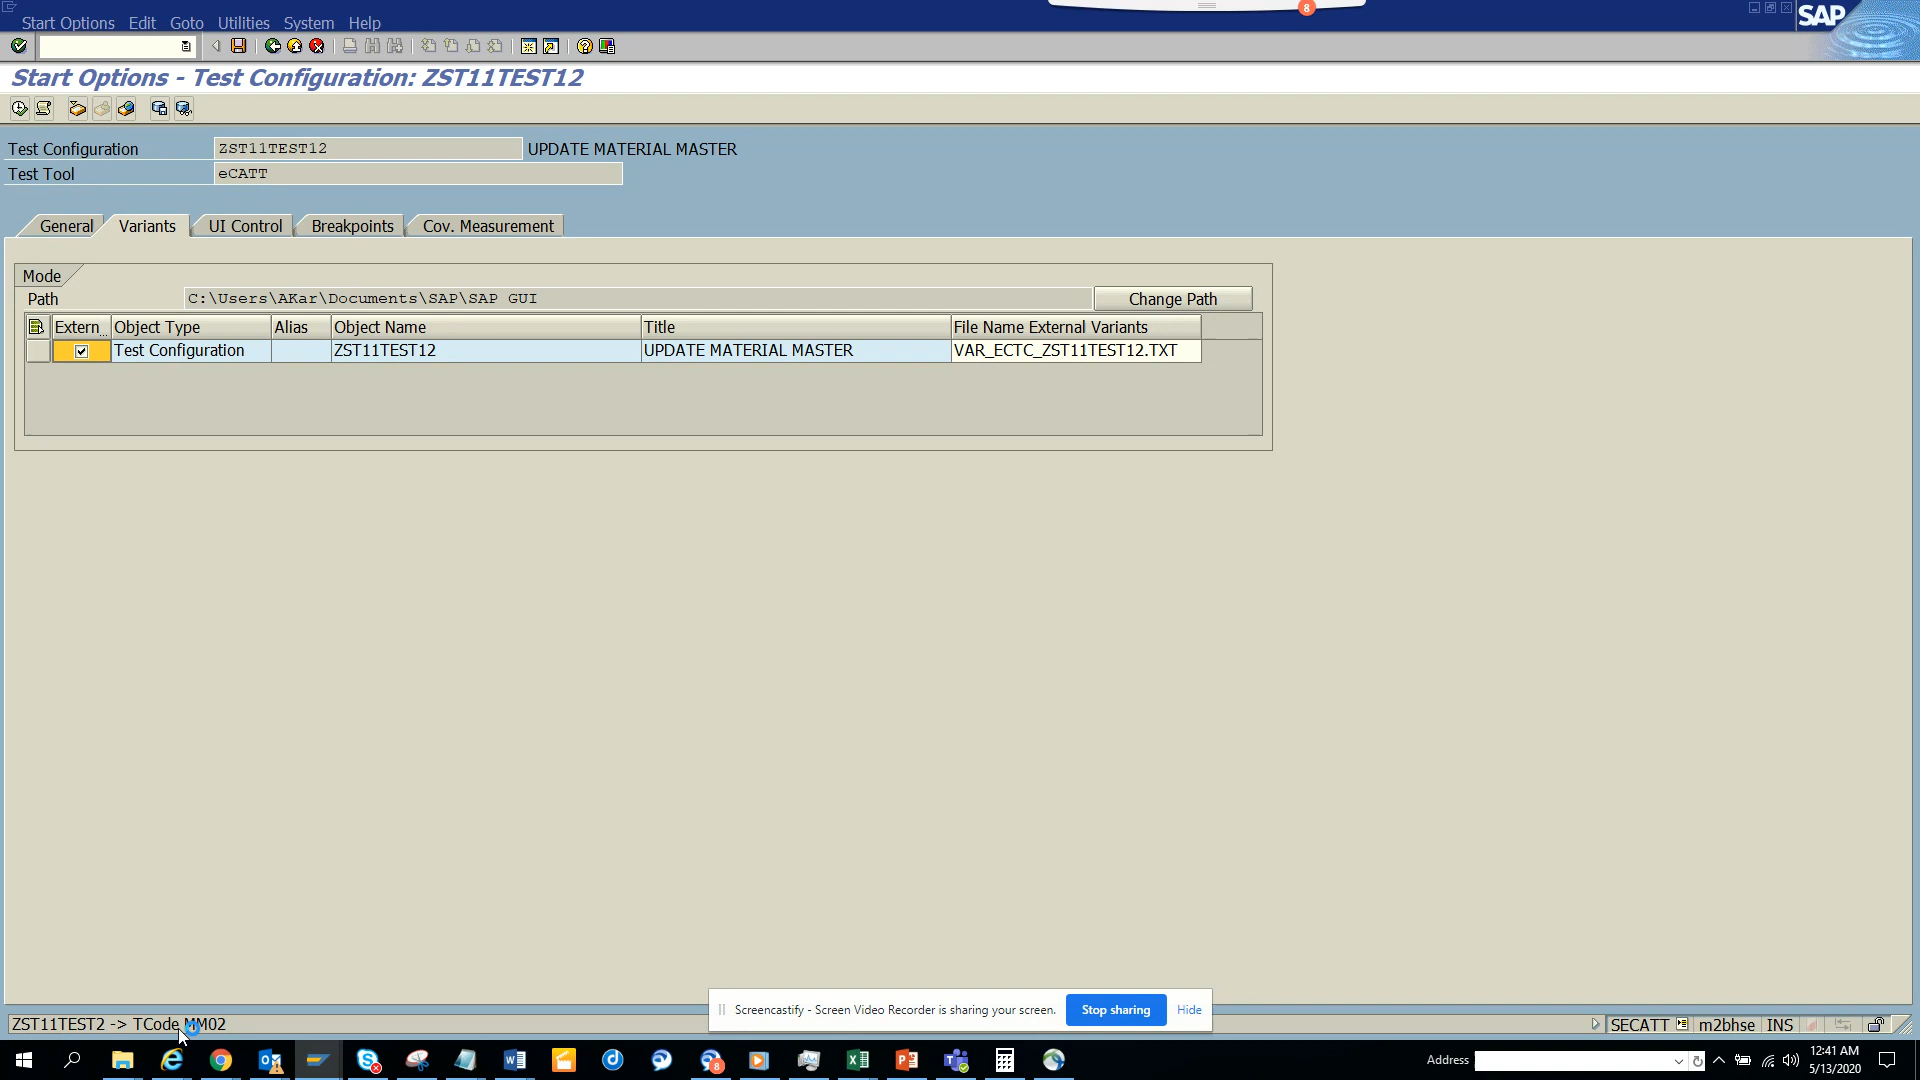 Start Options Edit Goto Utilities System Help
8
SAP
Start Options - Test Configuration: ZST11TEST12
Test Configuration ZST11TEST12 UPDATE MATERIAL MASTER
Test Tool eCATT
General Variants UI Control Breakpoints Cov. Measurement
Mode
Path C:\Users\AKar\Documents\SAP\SAP GUI Change Path
Extern... Object Type Alias Object Name Title File Name External Variants
Test Configuration ZST11TEST12 UPDATE MATERIAL MASTER VAR_ECTC_ZST11TEST12.TXT
Screencastify - Screen Video Recorder is sharing your screen. Stop sharing Hide
ZST11TEST2 -> TCode MM02 SECATT m2bhse INS
8
Address
12:41 AM
5/13/2020